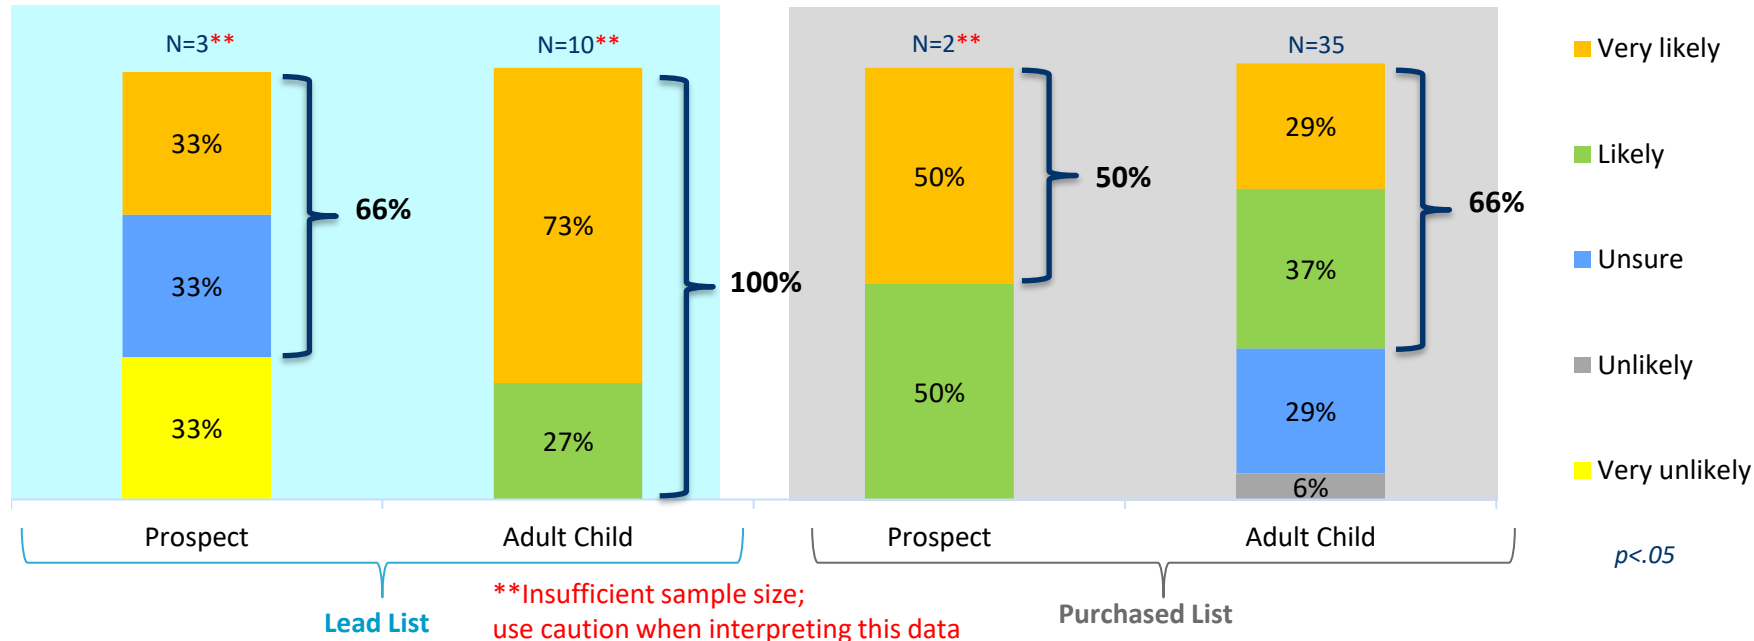 N=3**
N=10**
N=2**
N=35
33%
33%
33%
66%
73%
27%
100%
50%
50%
50%
29%
37%
29%
6%
66%
Very likely
Likely
Unsure
Unlikely
Very unlikely
p<.05
Prospect
Adult Child
Prospect
Adult Child
Lead List
**Insufficient sample size;
use caution when interpreting this data
Purchased List